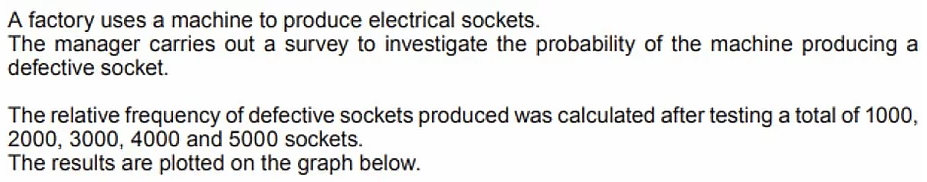 A factory uses a machine to produce electrical sockets.
The manager carries out a survey to investigate the probability of the machine producing a
defective socket.
The relative frequency of defective sockets produced was calculated after testing a total of 1000,
2000, 3000, 4000 and 5000 sockets.
The results are plotted on the graph below.